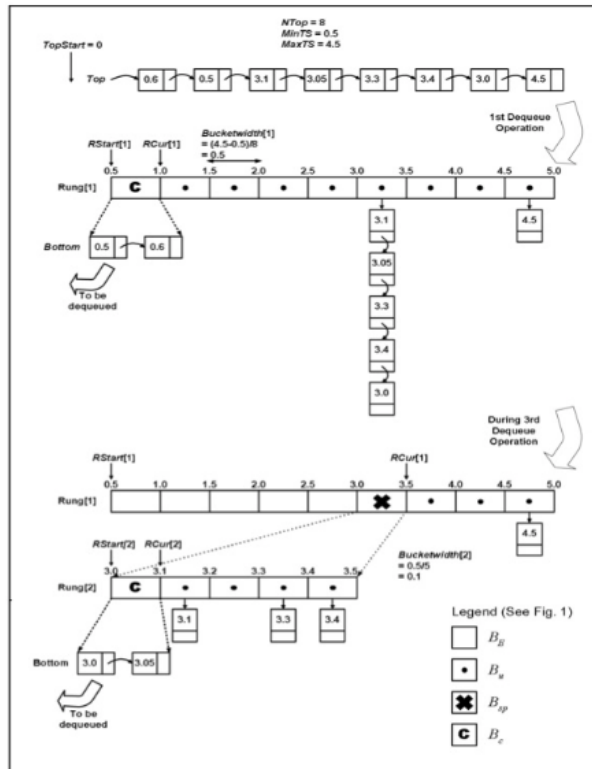 NTop = 8
MinTS = 0.5
MaxTS = 4.5
TopStart = 0
Top 0.6 0.5 3.1 3.05 3.3 3.4 3.0 4.5
1st Dequeue
Operation
RStart[1] RCur[1] Bucketwidth[1]
= (4.5-0.5)/8
= 0.5
0.5 1.0 1.5 2.0 2.5 3.0 3.5 4.0 4.5 5.0
Rung[1] C
3.1 4.5
Bottom 0.5 0.6
3.05
To be
dequeued
3.3
3.4
3.0
During 3rd
Dequeue
Operation
RStart[1] RCur[1]
0.5 1.0 1.5 2.0 2.5 3.0 3.5 4.0 4.5 5.0
Rung[1]
4.5
RStart[2] RCur[2]
Bucketwidth[2]
= 0.5/5
= 0.1
3.0 3.1 3.2 3.3 3.4 3.5
Rung[2] C
3.1 3.3 3.4
Legend (See Fig. 1)
Bottom 3.0 3.05
To be
dequeued
B_u
B_sp
C B_c